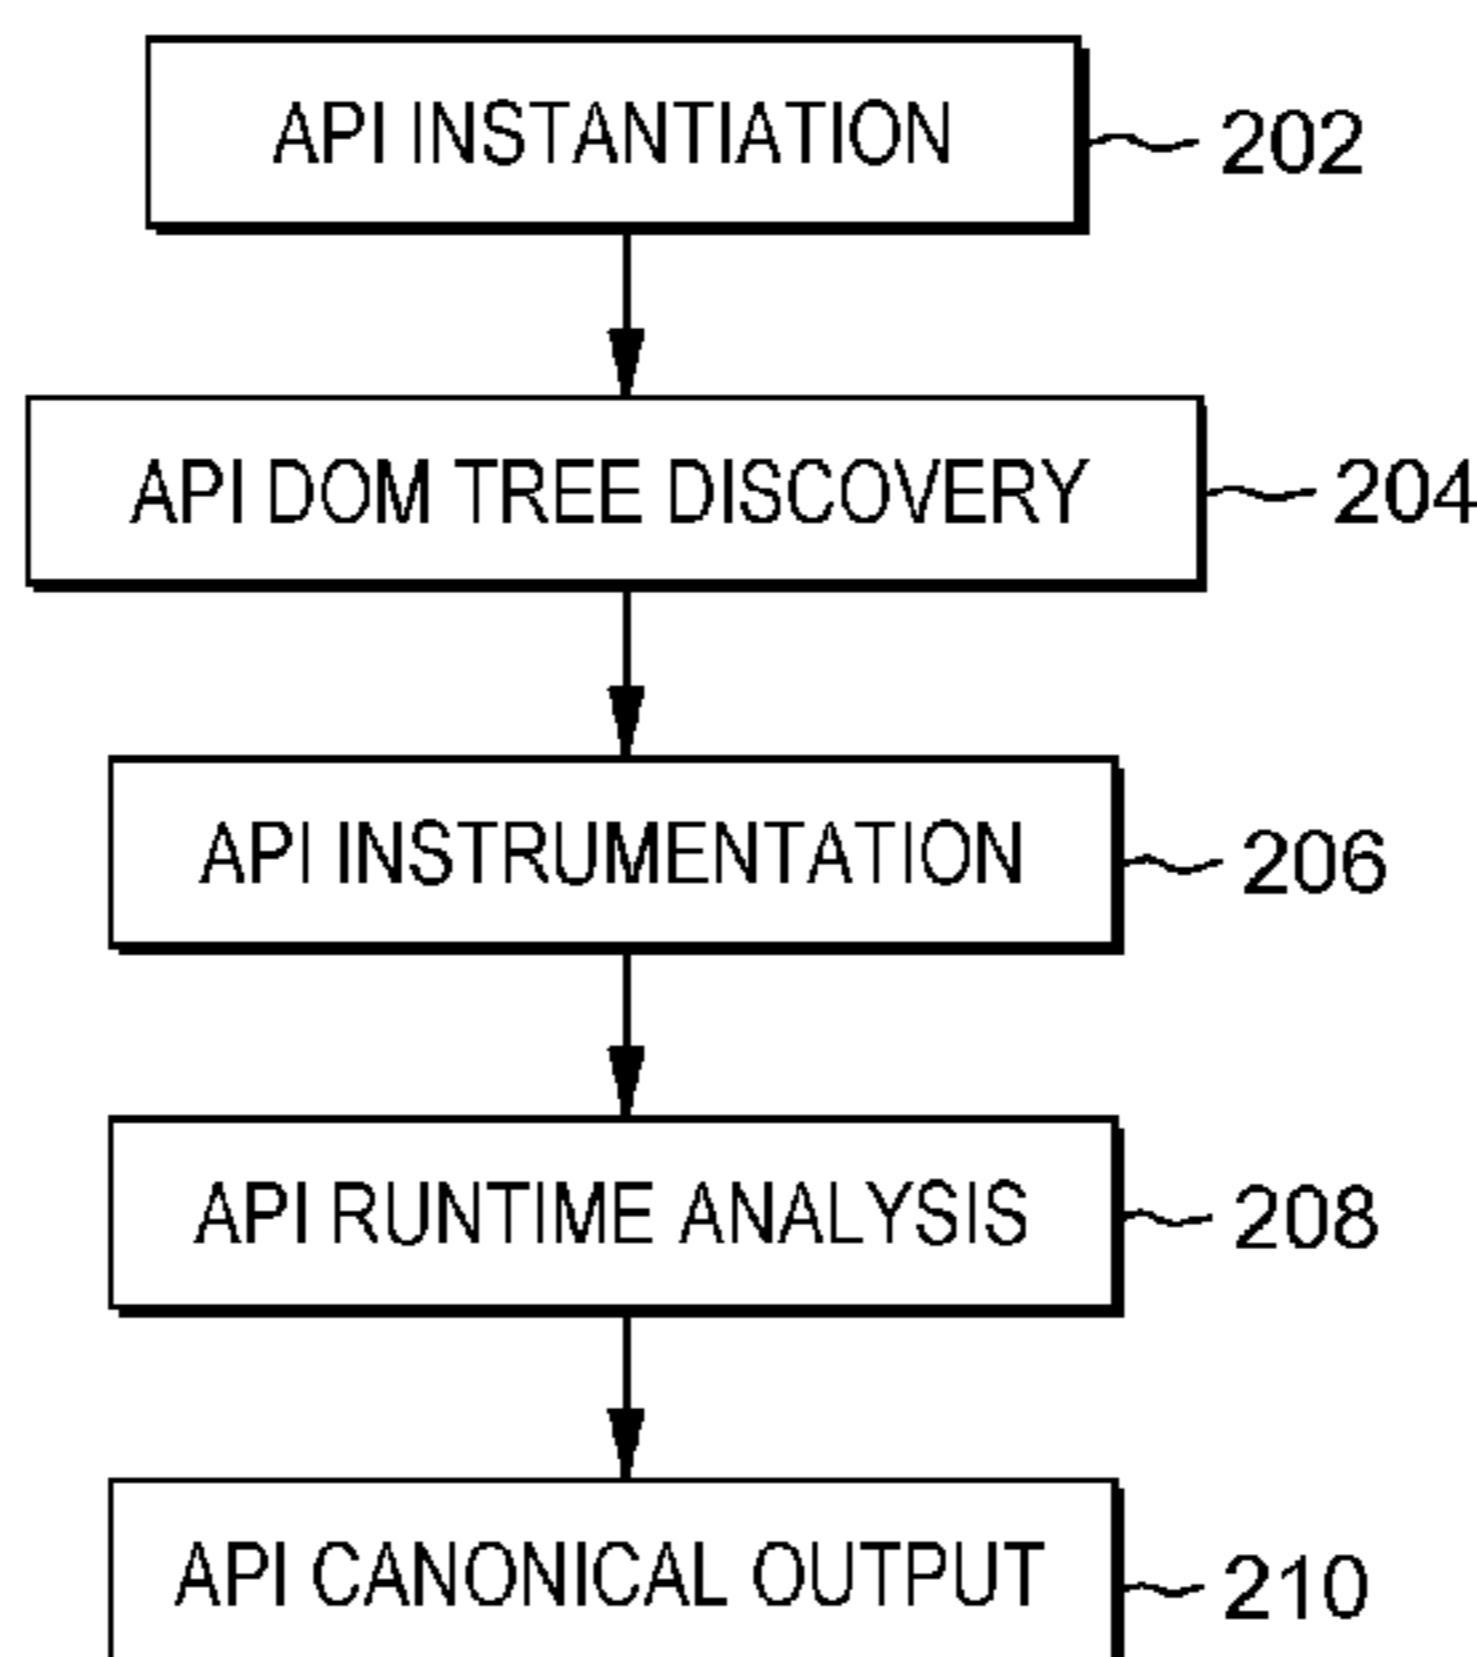 API INSTANTIATION 202
API DOM TREE DISCOVERY 204
API INSTRUMENTATION 206
API RUNTIME ANALYSIS 208
API CANONICAL OUTPUT 210